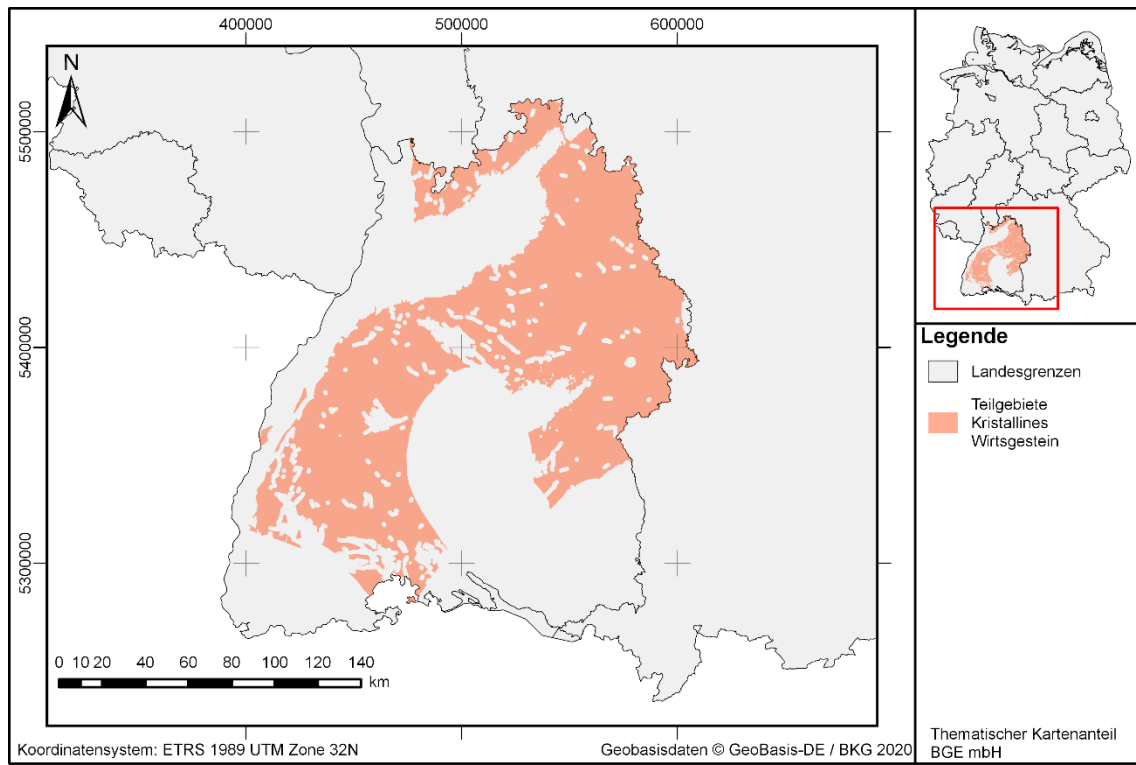 400000
500000
600000
N
5500000
5400000
5300000
0 10 20 40 60 80 100 120 140
km
Koordinatensystem: ETRS 1989 UTM Zone 32N
Geobasisdaten © GeoBasis-DE / BKG 2020
Legende
Landesgrenzen
Teilgebiete
Kristallines
Wirtsgestein
Thematischer Kartenanteil
BGE mbH